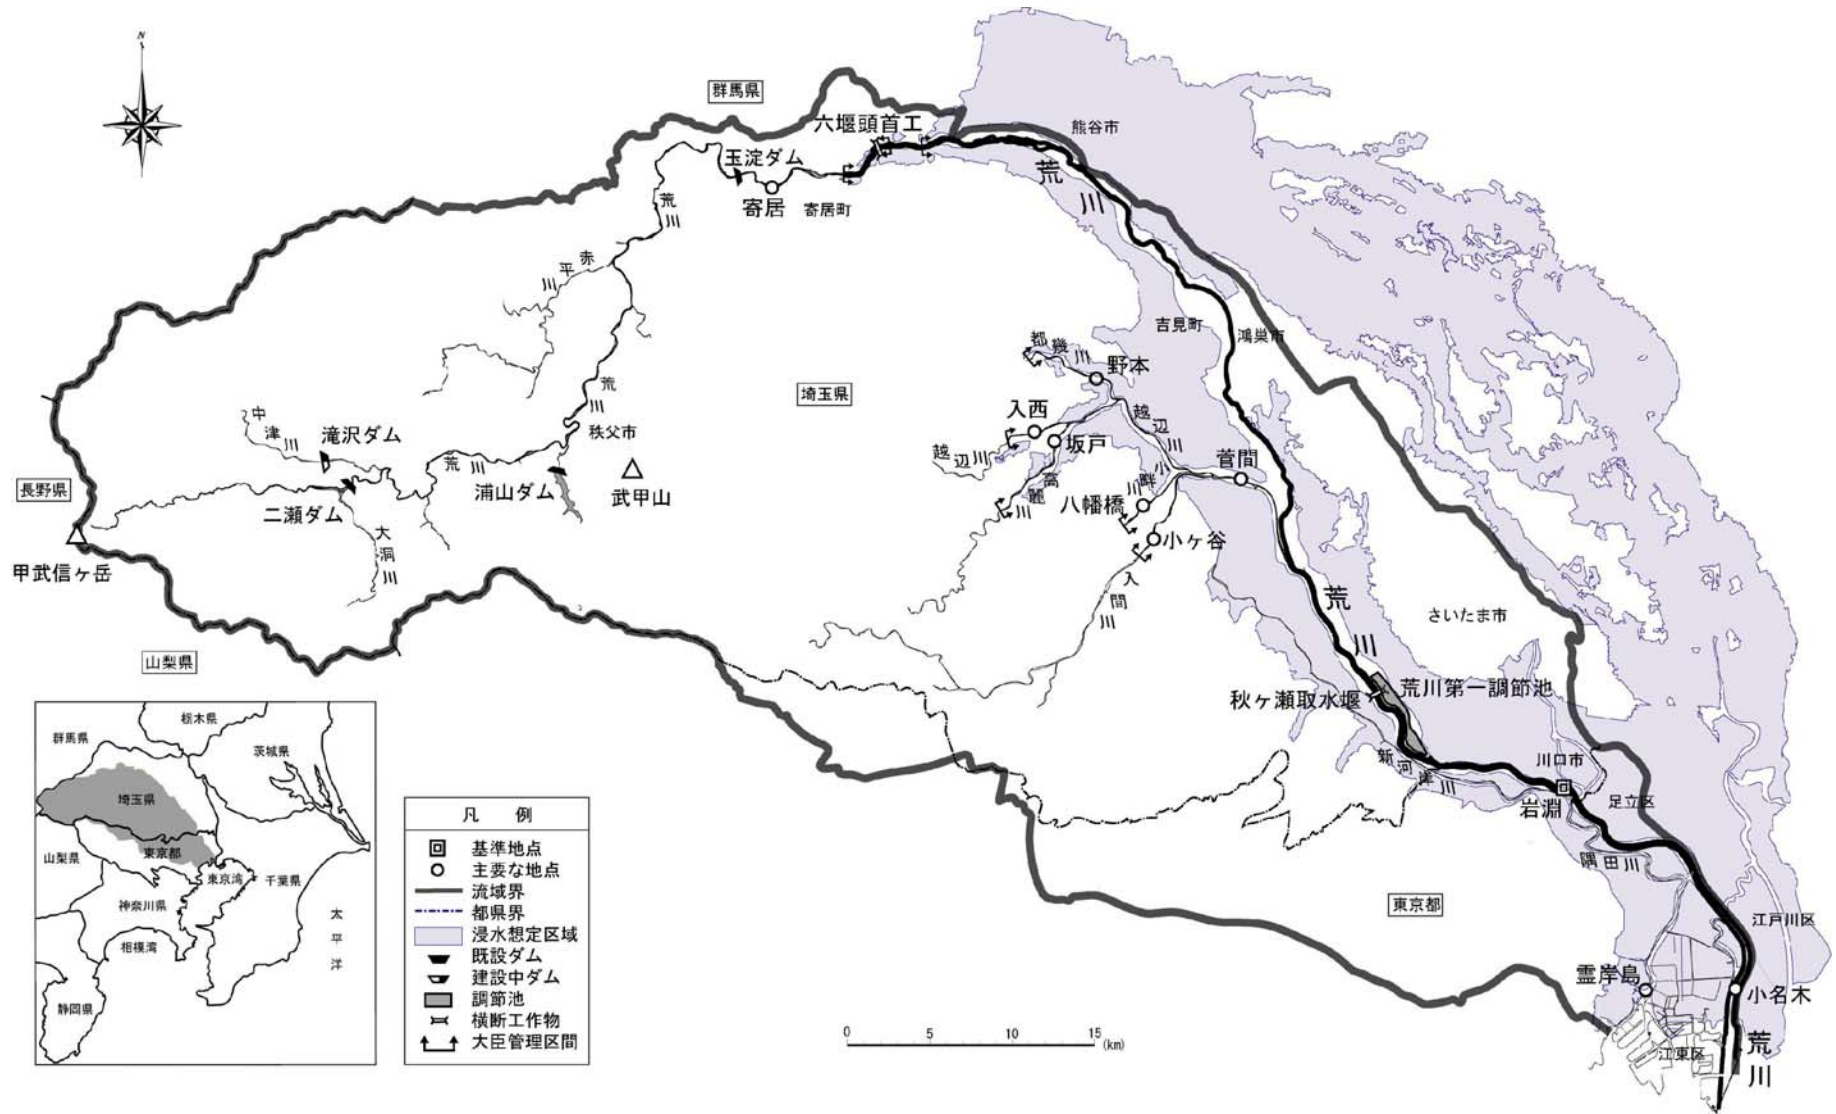 N
群馬県
熊谷市
六堰頭首工
玉淀ダム
寄居
寄居町
荒川
荒川
赤平川
吉見町
鴻巣市
都幾川
野本
埼玉県
荒川
入西
越辺川
坂戸
越辺川
中津川
滝沢ダム
秩父市
荒川
浦山ダム
武甲山
高麗川
小畔川
菅間
八幡橋
長野県
二瀬ダム
小ヶ谷
大洞川
甲武信ヶ岳
入間川
荒川
さいたま市
山梨県
秋ヶ瀬取水堰
荒川第一調節池
新河岸川
川口市
岩淵
足立区
隅田川
東京都
江戸川区
霊岸島
小名木
江東区
荒川
栃木県
群馬県
茨城県
埼玉県
山梨県
東京都
東京湾
千葉県
神奈川県
太平洋
相模湾
静岡県
凡 例
基準地点
主要な地点
流域界
都県界
浸水想定区域
既設ダム
建設中ダム
調節池
横断工作物
大臣管理区間
0 5 10 15 (km)